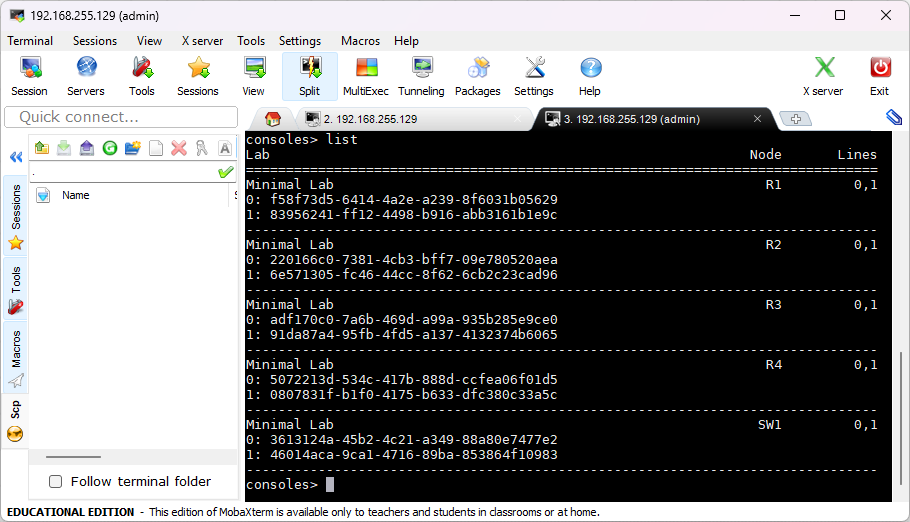 192.168.255.129 (admin)
Terminal Sessions View X server Tools Settings Macros Help
Session Servers Tools Sessions View Split MultiExec Tunneling Packages Settings Help X server Exit
Quick connect...
2. 192.168.255.129
3. 192.168.255.129 (admin)
.
Name S
Sessions
Tools
Macros
Scp
Follow terminal folder
consoles> list
Lab Node Lines
================================================================================
Minimal Lab R1 0,1
0: f58f73d5-6414-4a2e-a239-8f6031b05629
1: 83956241-ff12-4498-b916-abb3161b1e9c
--------------------------------------------------------------------------------
Minimal Lab R2 0,1
0: 220166c0-7381-4cb3-bff7-09e780520aea
1: 6e571305-fc46-44cc-8f62-6cb2c23cad96
--------------------------------------------------------------------------------
Minimal Lab R3 0,1
0: adf170c0-7a6b-469d-a99a-935b285e9ce0
1: 91da87a4-95fb-4fd5-a137-4132374b6065
--------------------------------------------------------------------------------
Minimal Lab R4 0,1
0: 5072213d-534c-417b-888d-ccfea06f01d5
1: 0807831f-b1f0-4175-b633-dfc380c33a5c
--------------------------------------------------------------------------------
Minimal Lab SW1 0,1
0: 3613124a-45b2-4c21-a349-88a80e7477e2
1: 46014aca-9ca1-4716-89ba-853864f10983
--------------------------------------------------------------------------------
consoles>
EDUCATIONAL EDITION - This edition of MobaXterm is available only to teachers and students in classrooms or at home.